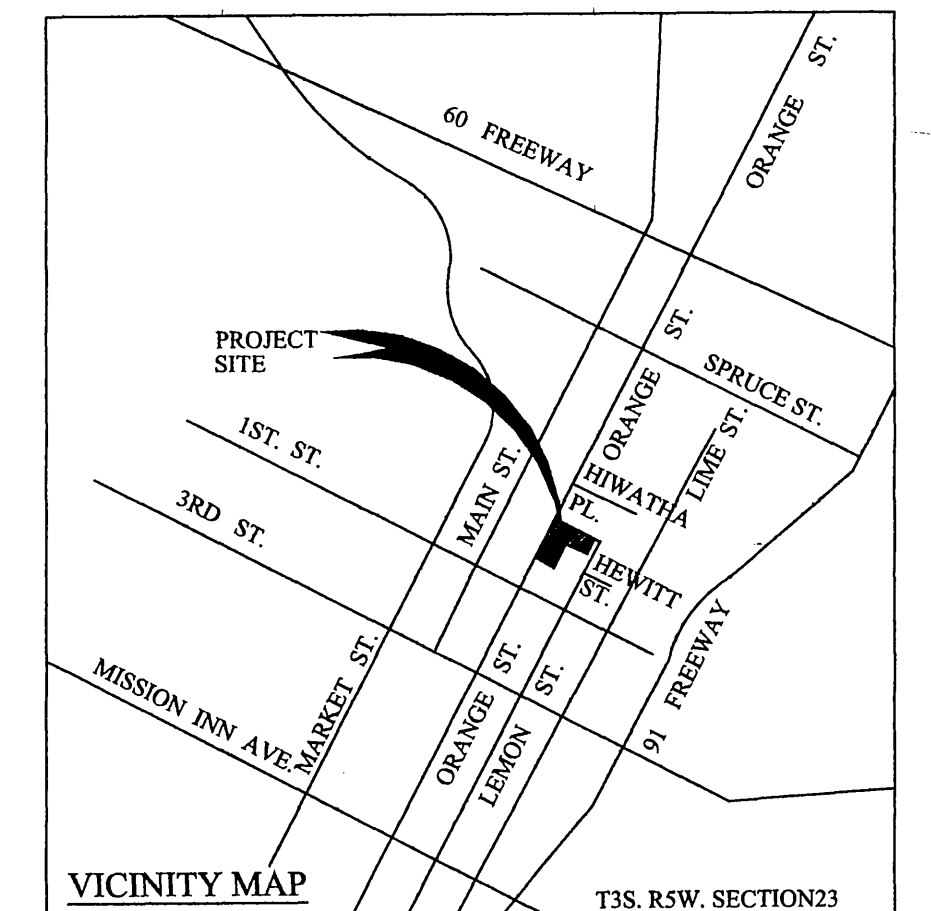 ORANGE ST.
60 FREEWAY
ORANGE ST.
SPRUCE ST.
PROJECT
SITE
LIME ST.
1ST. ST.
MAIN ST.
HIWATHA
PL.
3RD ST.
HEWITT
ST.
91 FREEWAY
MARKET ST.
MISSION INN AVE.
ORANGE ST.
LEMON ST.
VICINITY MAP
T3S. R5W. SECTION23